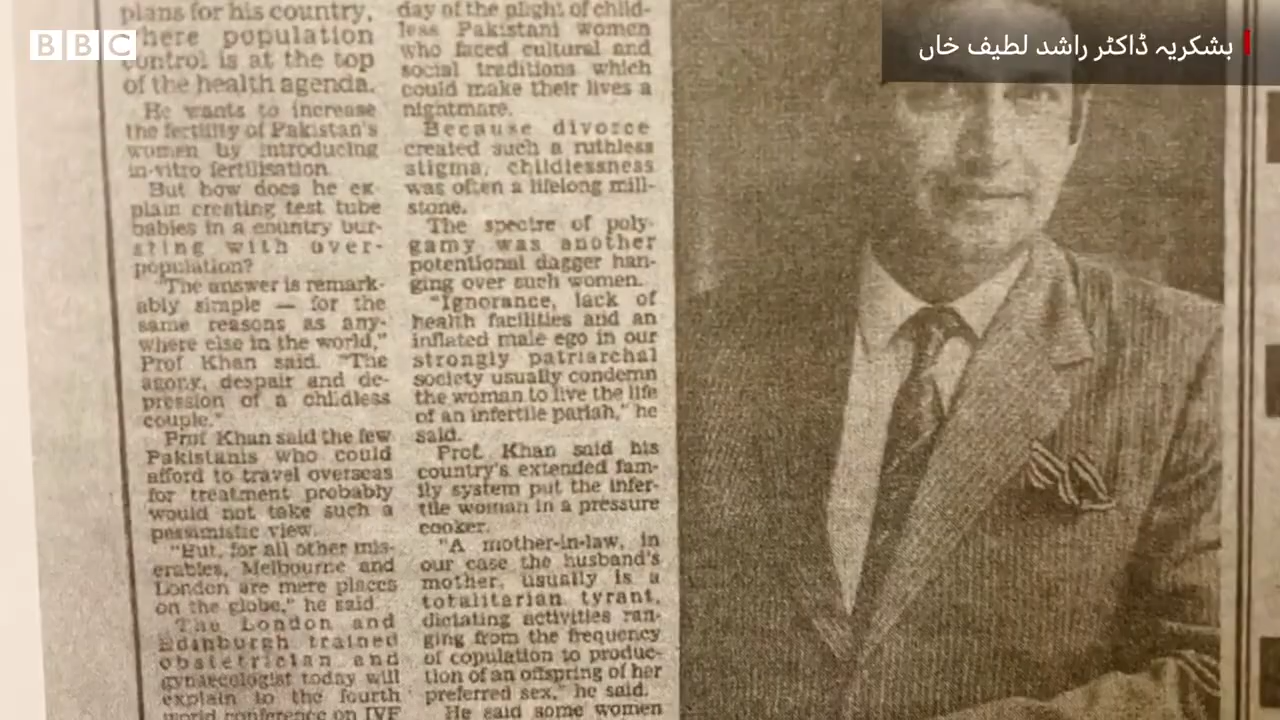 BBC
بشکریہ ڈاکٹر راشد لطیف خاں
plans for his country,
where population
control is at the top
of the health agenda.
He wants to increase
the fertility of Pakistan's
women by introducing
in-vitro fertilisation.
But how does he ex-
plain creating test tube
babies in a country bur-
sting with over-
population?
"The answer is remark-
ably simple — for the
same reasons as any-
where else in the world,"
Prof Khan said. "The
agony, despair and de-
pression of a childless
couple."
Prof Khan said the few
Pakistanis who could
afford to travel overseas
for treatment probably
would not take such a
pessimistic view.
"But, for all other mis-
erables, Melbourne and
London are mere places
on the globe," he said.
The London and
Edinburgh trained
obstetrician and
gynaecologist today will
explain to the fourth
world conference on IVF
day of the plight of child-
less Pakistani women
who faced cultural and
social traditions which
could make their lives a
nightmare.
Because divorce
created such a ruthless
stigma, childlessness
was often a lifelong mill-
stone.
The spectre of poly-
gamy was another
potentional dagger han-
ging over such women.
"Ignorance, lack of
health facilities and an
inflated male ego in our
strongly patriarchal
society usually condemn
the woman to live the life
of an infertile pariah," he
said.
Prof. Khan said his
country's extended fam-
ily system put the infer-
tile woman in a pressure
cooker.
"A mother-in-law, in
our case the husband's
mother, usually is a
totalitarian tyrant,
dictating activities ran-
ging from the frequency
of copulation to produc-
tion of an offspring of her
preferred sex," he said.
He said some women